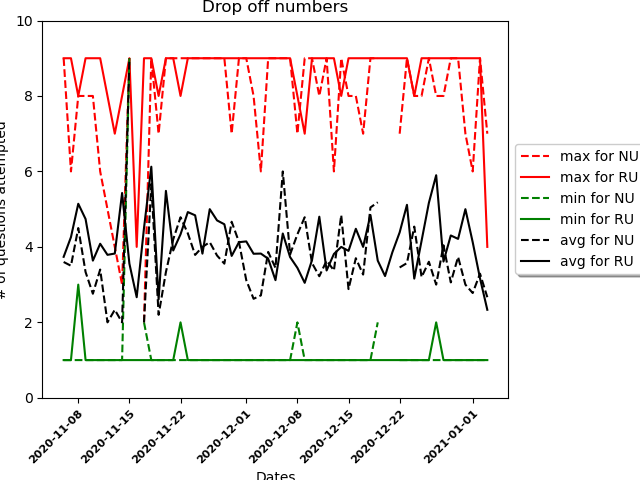 Drop off numbers
10
8
6
4
2
0
# of questions attempted
2020-11-08
2020-11-15
2020-11-22
2020-12-01
2020-12-08
2020-12-15
2020-12-22
2021-01-01
Dates
max for NU
max for RU
min for NU
min for RU
avg for NU
avg for RU